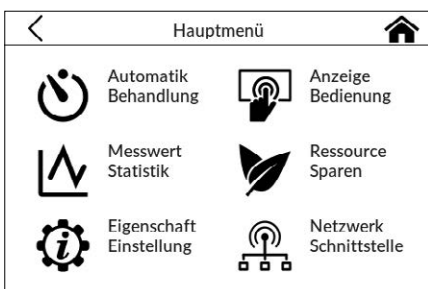 Hauptmenü
Automatik
Behandlung
Anzeige
Bedienung
Messwert
Statistik
Ressource
Sparen
Eigenschaft
Einstellung
Netzwerk
Schnittstelle